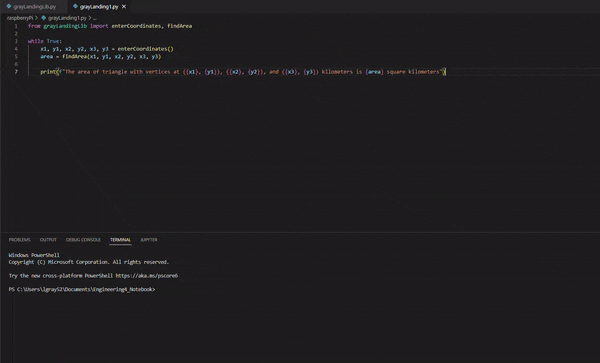 grayLandingLib.py grayLanding1.py ×
raspberryPi > grayLanding1.py > ...
1 from grayLandingLIb import enterCoordinates, findArea
2
3 while True:
4 x1, y1, x2, y2, x3, y3 = enterCoordinates()
5 area = findArea(x1, y1, x2, y2, x3, y3)
6
7 print(f"The area of triangle with vertices at ({x1}, {y1}), ({x2}, {y2}), and ({x3}, {y3}) kilometers is {area} square kilometers")
PROBLEMS OUTPUT DEBUG CONSOLE TERMINAL JUPYTER
Windows PowerShell
Copyright (C) Microsoft Corporation. All rights reserved.
Try the new cross-platform PowerShell https://aka.ms/pscore6
PS C:\Users\lgray52\Documents\Engineering4_Notebook>